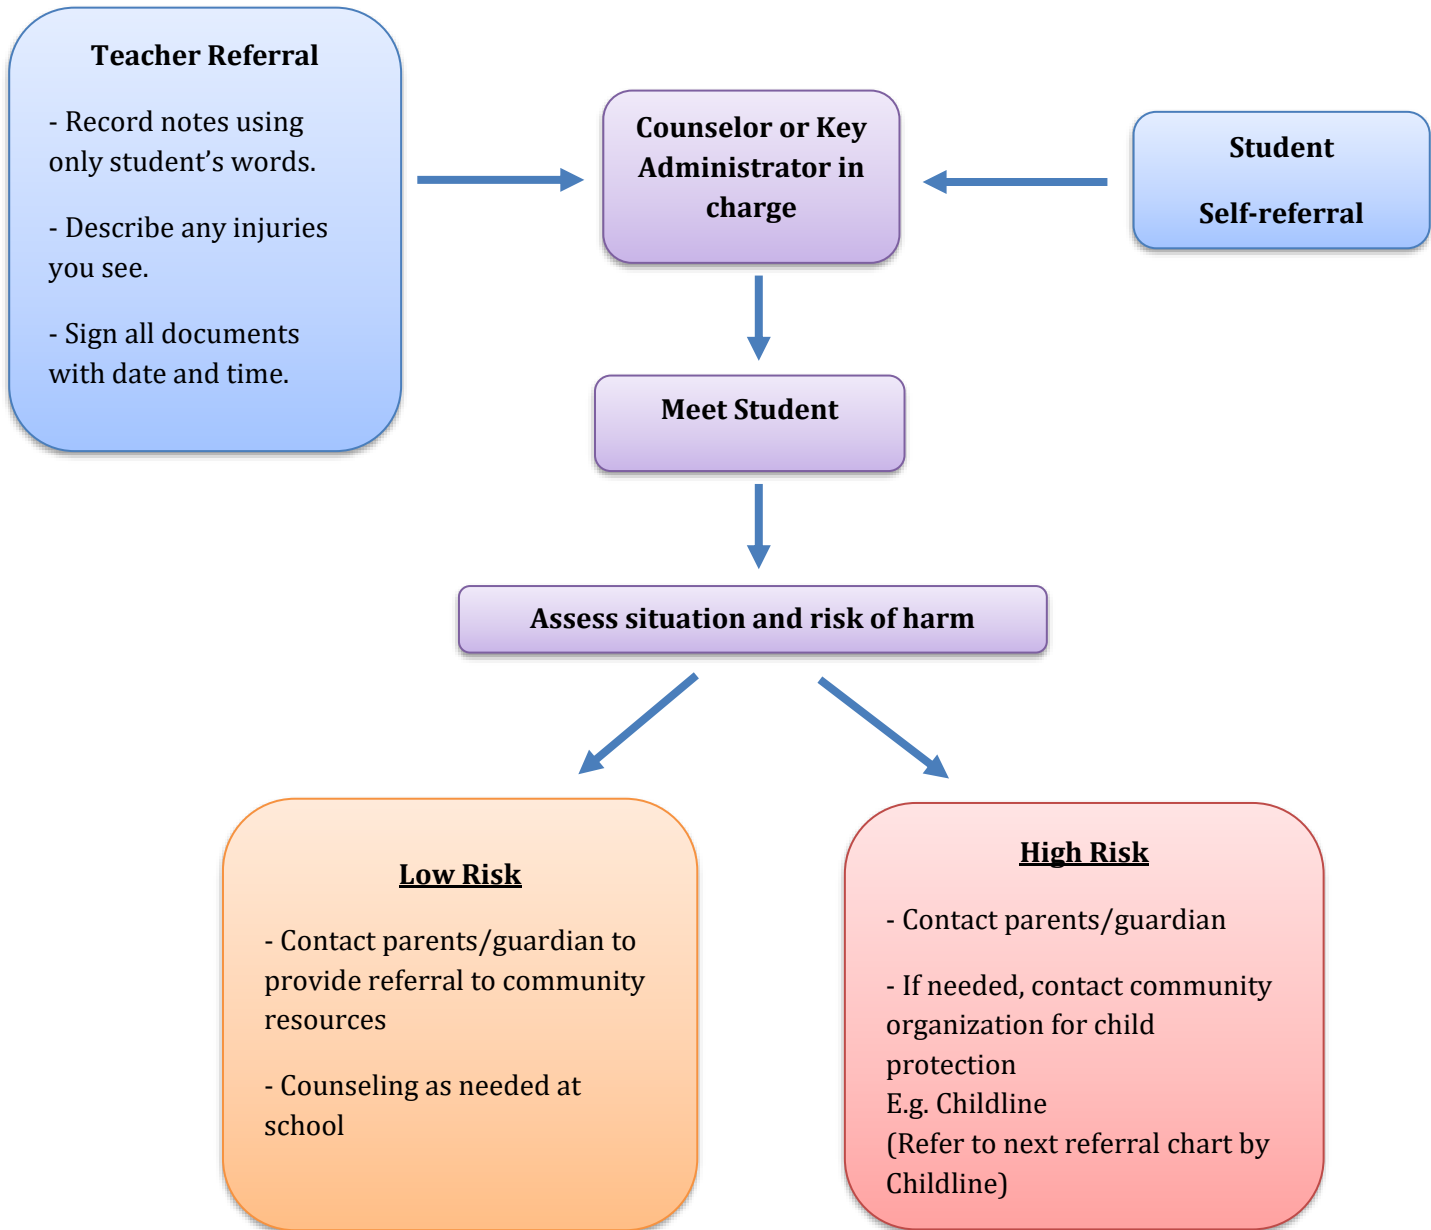 Teacher Referral
- Record notes using
only student’s words.
- Describe any injuries
you see.
- Sign all documents
with date and time.
Counselor or Key
Administrator in
charge
Student
Self-referral
Meet Student
Assess situation and risk of harm
Low Risk
- Contact parents/guardian to
provide referral to community
resources
- Counseling as needed at
school
High Risk
- Contact parents/guardian
- If needed, contact community
organization for child
protection
E.g. Childline
(Refer to next referral chart by
Childline)